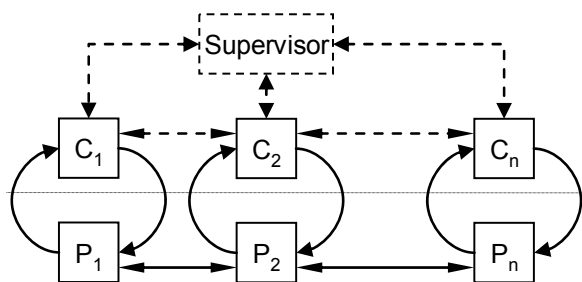 Supervisor
C₁ C₂ Cₙ
P₁ P₂ Pₙ